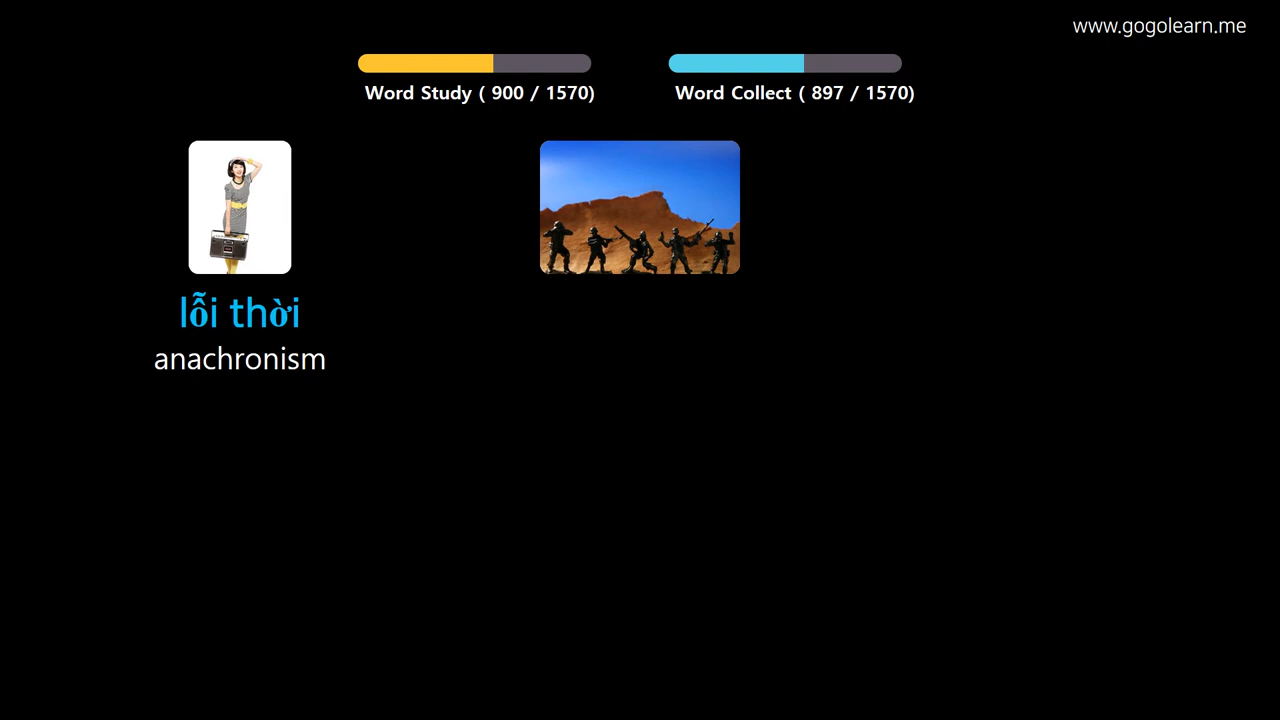 www.gogolearn.me
Word Study ( 900 / 1570)
Word Collect ( 897 / 1570)
lỗi thời
anachronism